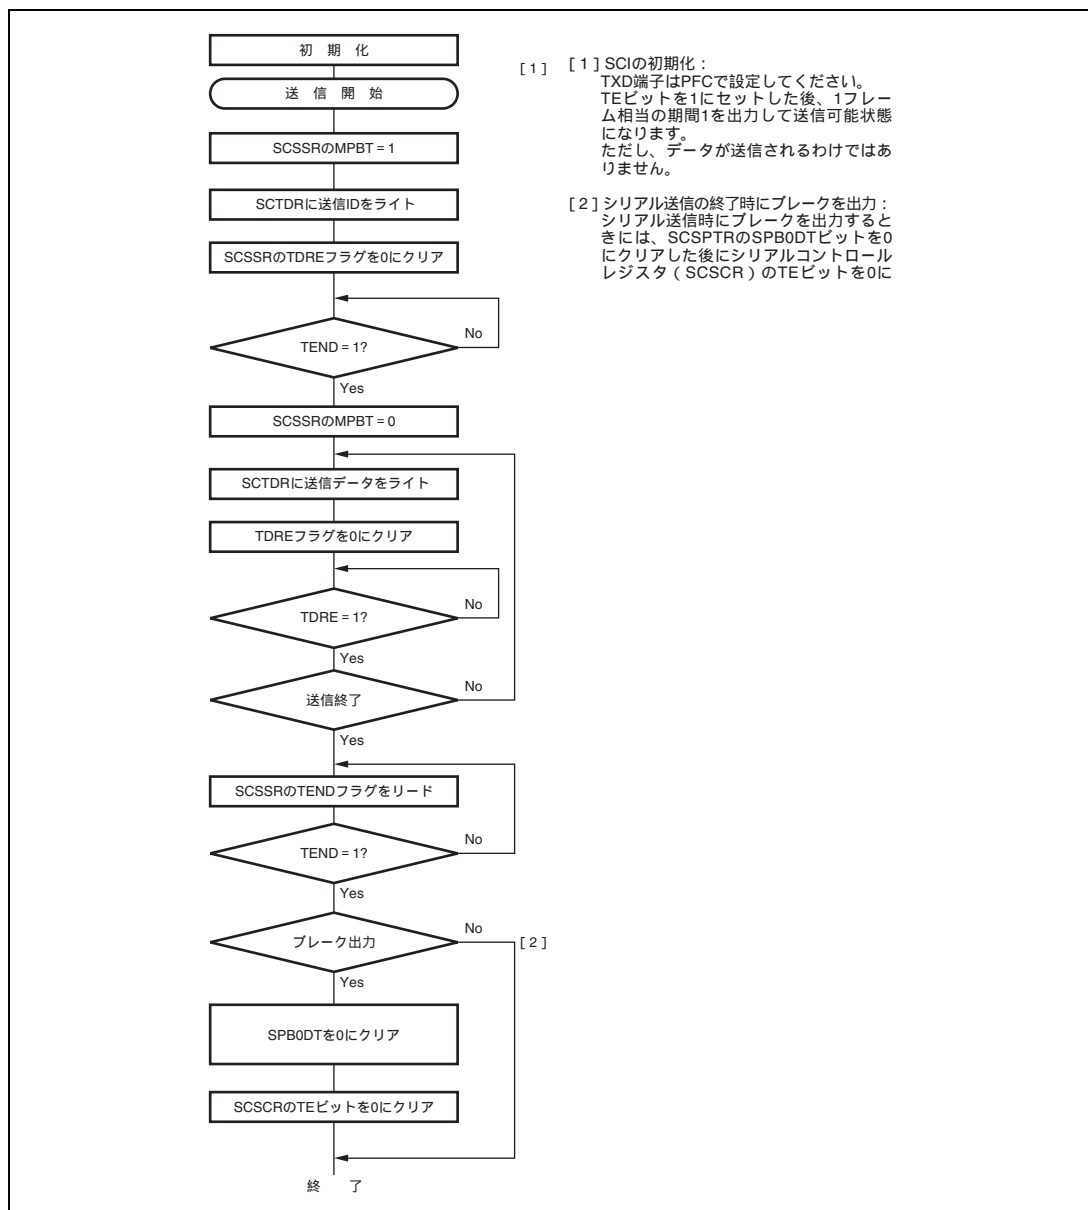 初 期 化
[ 1 ]
送 信 開 始
SCSSRのMPBT = 1
SCTDRに送信IDをライト
SCSSRのTDREフラグを0にクリア
TEND = 1?
No
Yes
SCSSRのMPBT = 0
SCTDRに送信データをライト
TDREフラグを0にクリア
TDRE = 1?
No
Yes
送信終了
No
Yes
SCSSRのTENDフラグをリード
TEND = 1?
No
Yes
ブレーク出力
No
[ 2 ]
Yes
SPB0DTを0にクリア
SCSCRのTEビットを0にクリア
終 了
[ 1 ] SCIの初期化：
TXD端子はPFCで設定してください。
TEビットを1にセットした後、1フレー
ム相当の期間1を出力して送信可能状態
になります。
ただし、データが送信されるわけではあ
りません。
[ 2 ] シリアル送信の終了時にブレークを出力：
シリアル送信時にブレークを出力すると
きには、SCSPTRのSPB0DTビットを0
にクリアした後にシリアルコントロール
レジスタ（SCSCR）のTEビットを0に